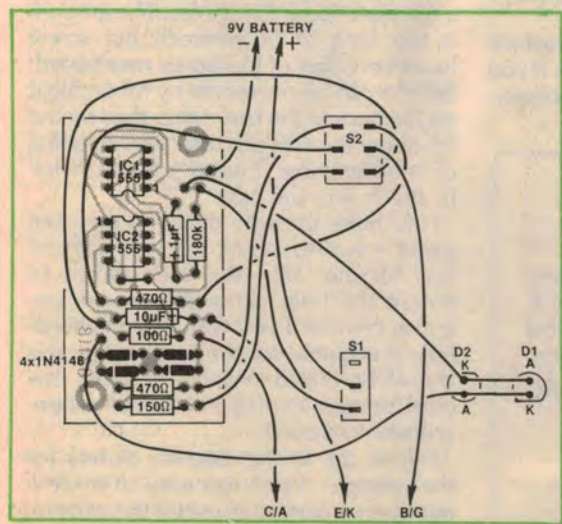 9V BATTERY
− +
S2
1
IC1
555
1
IC2
555
+ 1µF
180k
470Ω
10µF +
100Ω
4x1N4148
470Ω
150Ω
S1
D2
K
A
D1
A
K
C/A
E/K
B/G